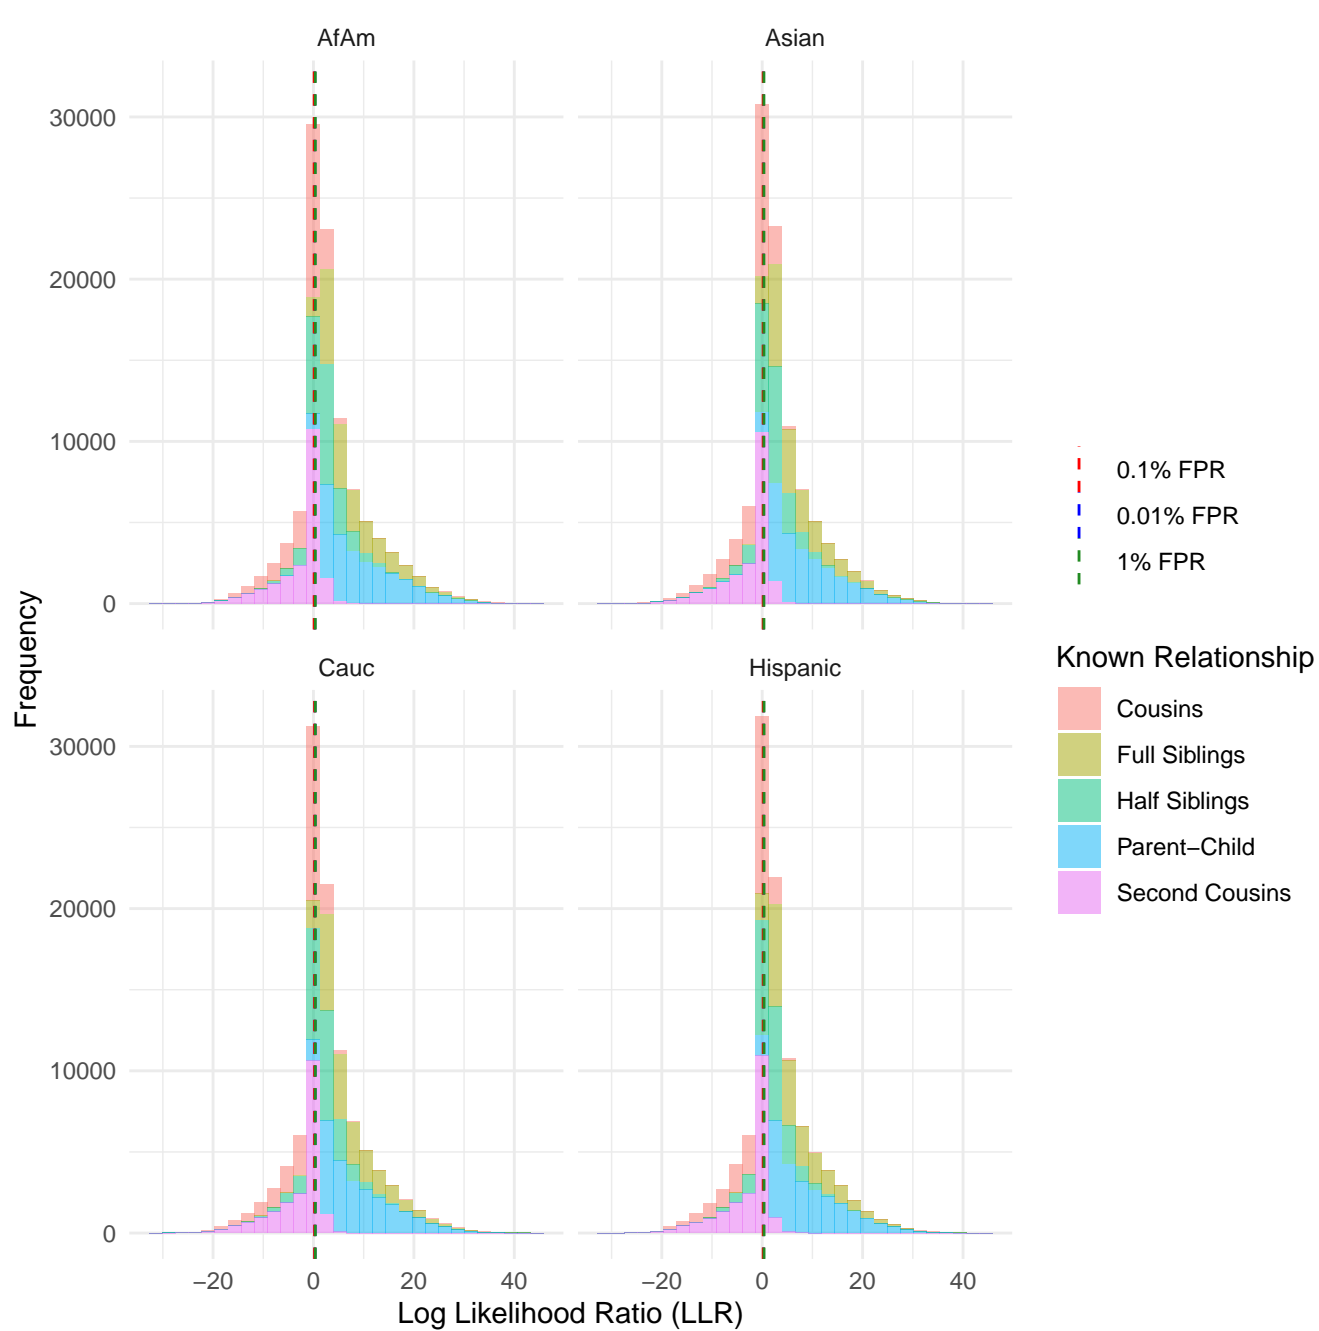 AfAm
Asian
30000
20000
10000
0
Cauc
Hispanic
30000
20000
10000
0
−20
0
20
40
−20
0
20
40
Frequency
Log Likelihood Ratio (LLR)
0.1% FPR
0.01% FPR
1% FPR
Known Relationship
Cousins
Full Siblings
Half Siblings
Parent−Child
Second Cousins